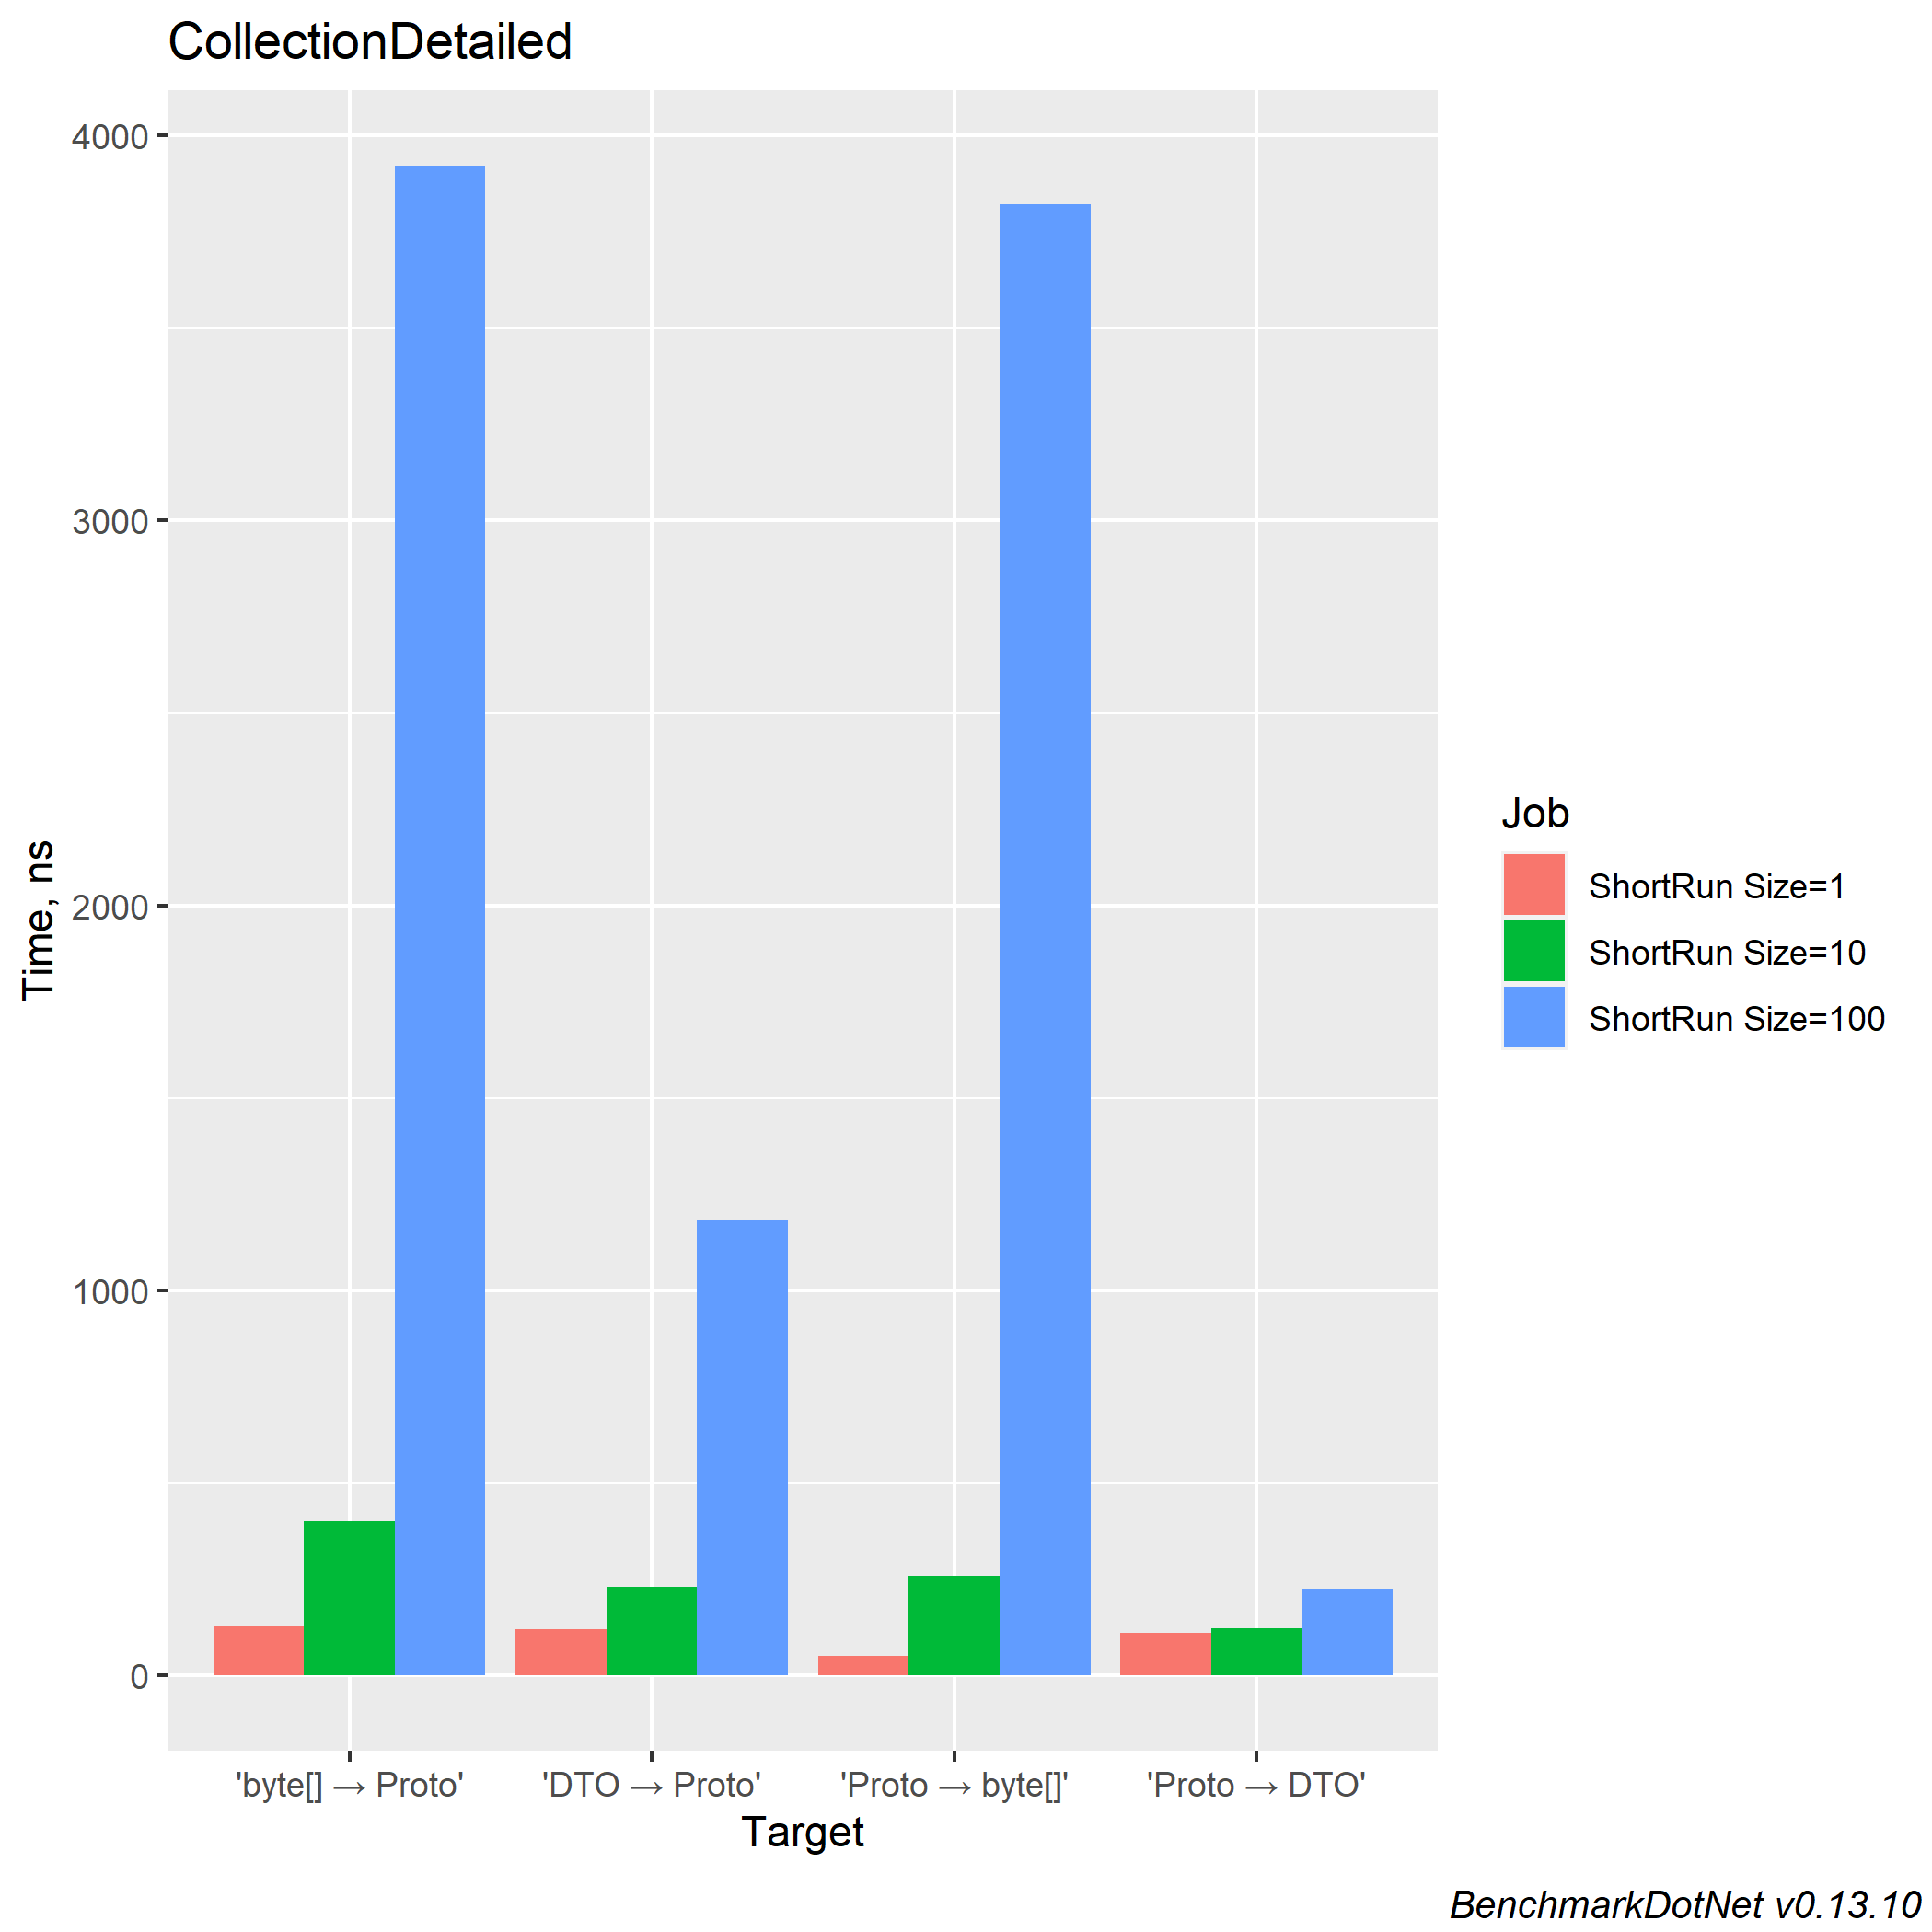 CollectionDetailed
4000
3000
2000
1000
0
Time, ns
'byte[] → Proto' 'DTO → Proto' 'Proto → byte[]' 'Proto → DTO'
Target
Job
ShortRun Size=1
ShortRun Size=10
ShortRun Size=100
BenchmarkDotNet v0.13.10